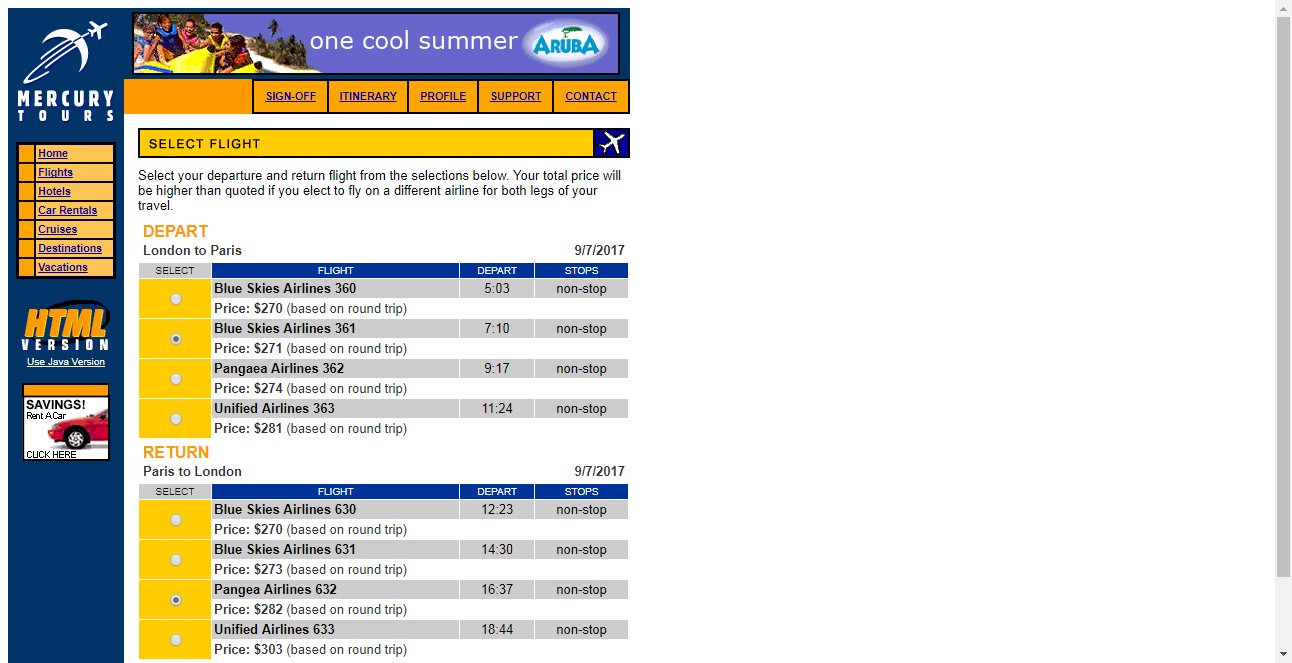 one cool summer ARUBA
MERCURY
TOURS
SIGN-OFF ITINERARY PROFILE SUPPORT CONTACT
Home
Flights
Hotels
Car Rentals
Cruises
Destinations
Vacations
HTML
VERSION
Use Java Version
SAVINGS!
Rent A Car
CLICK HERE
SELECT FLIGHT
Select your departure and return flight from the selections below. Your total price will
be higher than quoted if you elect to fly on a different airline for both legs of your
travel.
DEPART
London to Paris 9/7/2017
SELECT FLIGHT DEPART STOPS
Blue Skies Airlines 360 5:03 non-stop
Price: $270 (based on round trip)
Blue Skies Airlines 361 7:10 non-stop
Price: $271 (based on round trip)
Pangaea Airlines 362 9:17 non-stop
Price: $274 (based on round trip)
Unified Airlines 363 11:24 non-stop
Price: $281 (based on round trip)
RETURN
Paris to London 9/7/2017
SELECT FLIGHT DEPART STOPS
Blue Skies Airlines 630 12:23 non-stop
Price: $270 (based on round trip)
Blue Skies Airlines 631 14:30 non-stop
Price: $273 (based on round trip)
Pangea Airlines 632 16:37 non-stop
Price: $282 (based on round trip)
Unified Airlines 633 18:44 non-stop
Price: $303 (based on round trip)